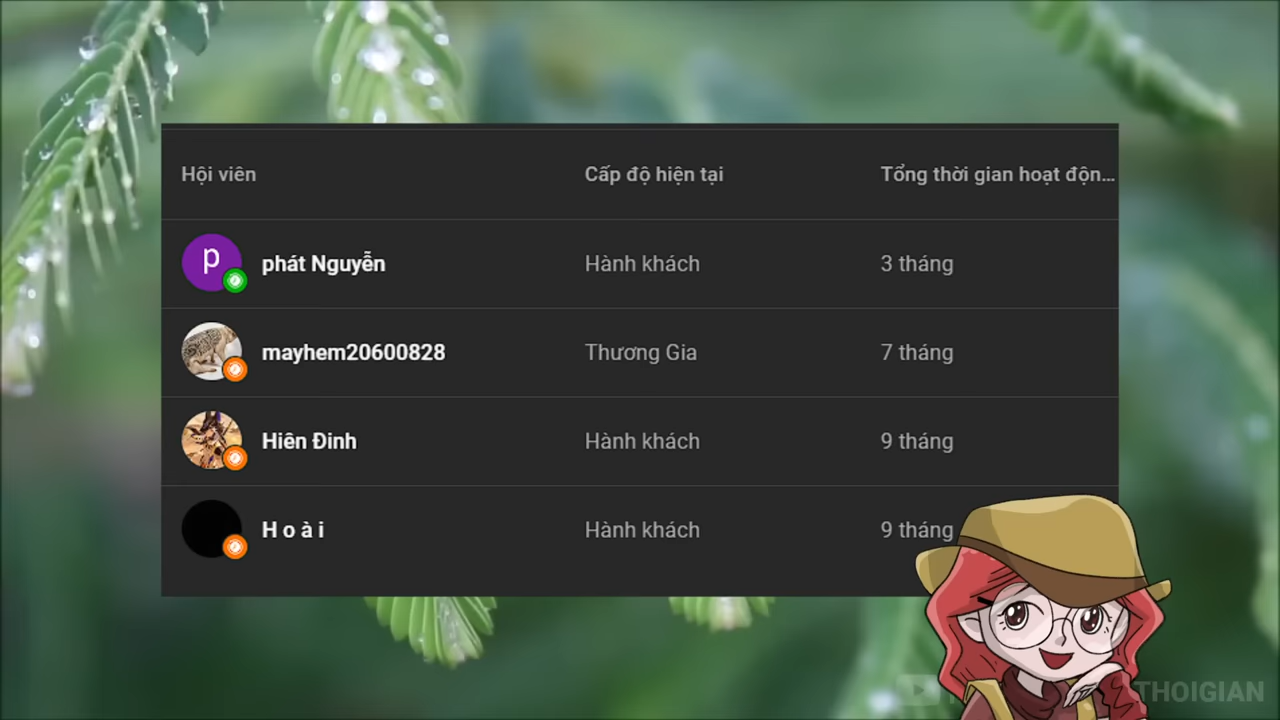 Hội viên Cấp độ hiện tại Tổng thời gian hoạt độn...
p phát Nguyễn Hành khách 3 tháng
mayhem20600828 Thương Gia 7 tháng
Hiên Đinh Hành khách 9 tháng
H o à i Hành khách 9 tháng
THOIGIAN